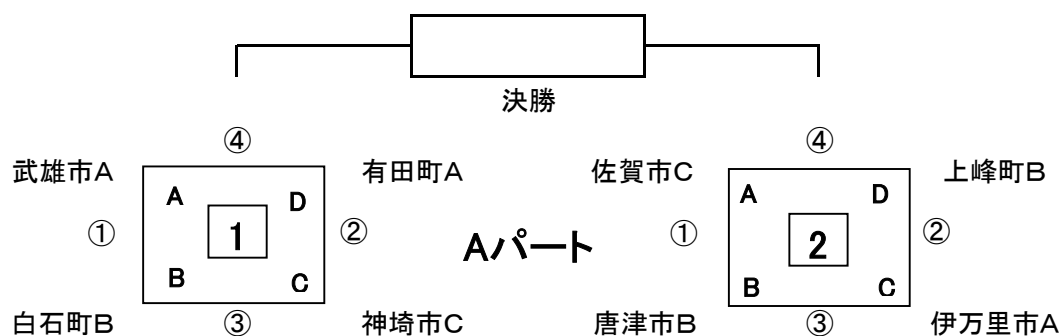 決勝
④ ④
武雄市A 有田町A 佐賀市C 上峰町B
A D A D
① 1 ② Aパート ① 2 ②
B C B C
白石町B ③ 神埼市C 唐津市B ③ 伊万里市A